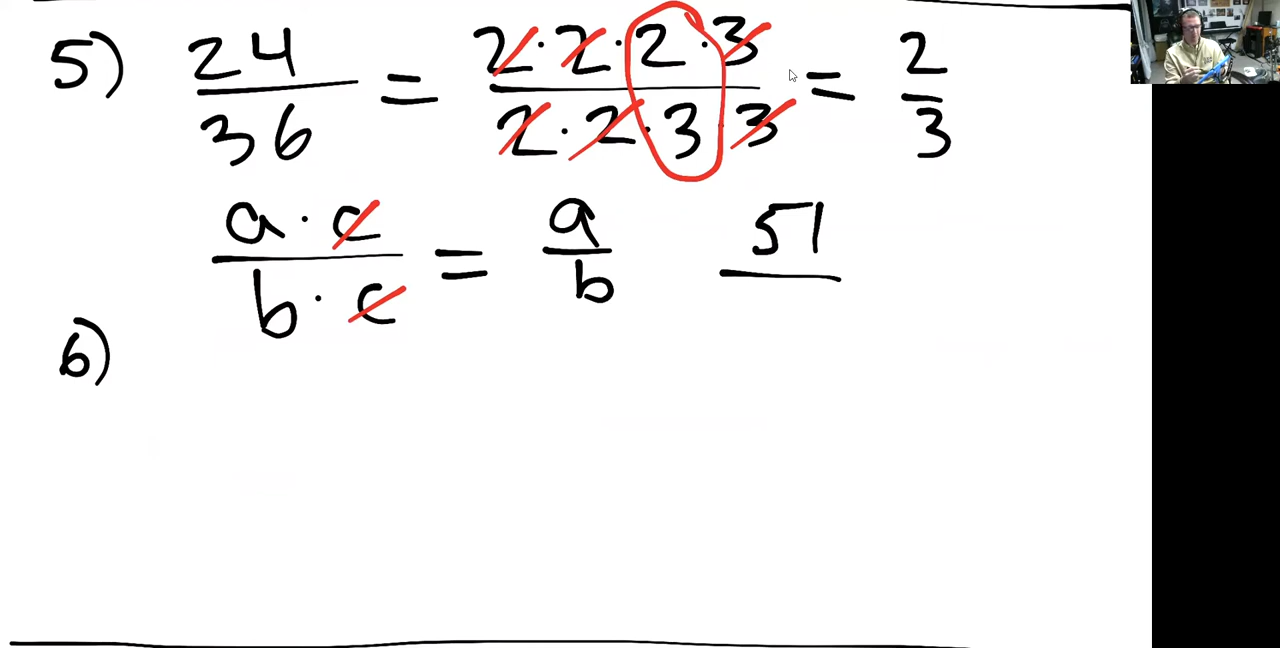 5) 24/36 = 2·2·2·3/2·2·3 3 = 2/3
a·c/b·c = a/b 51
6)